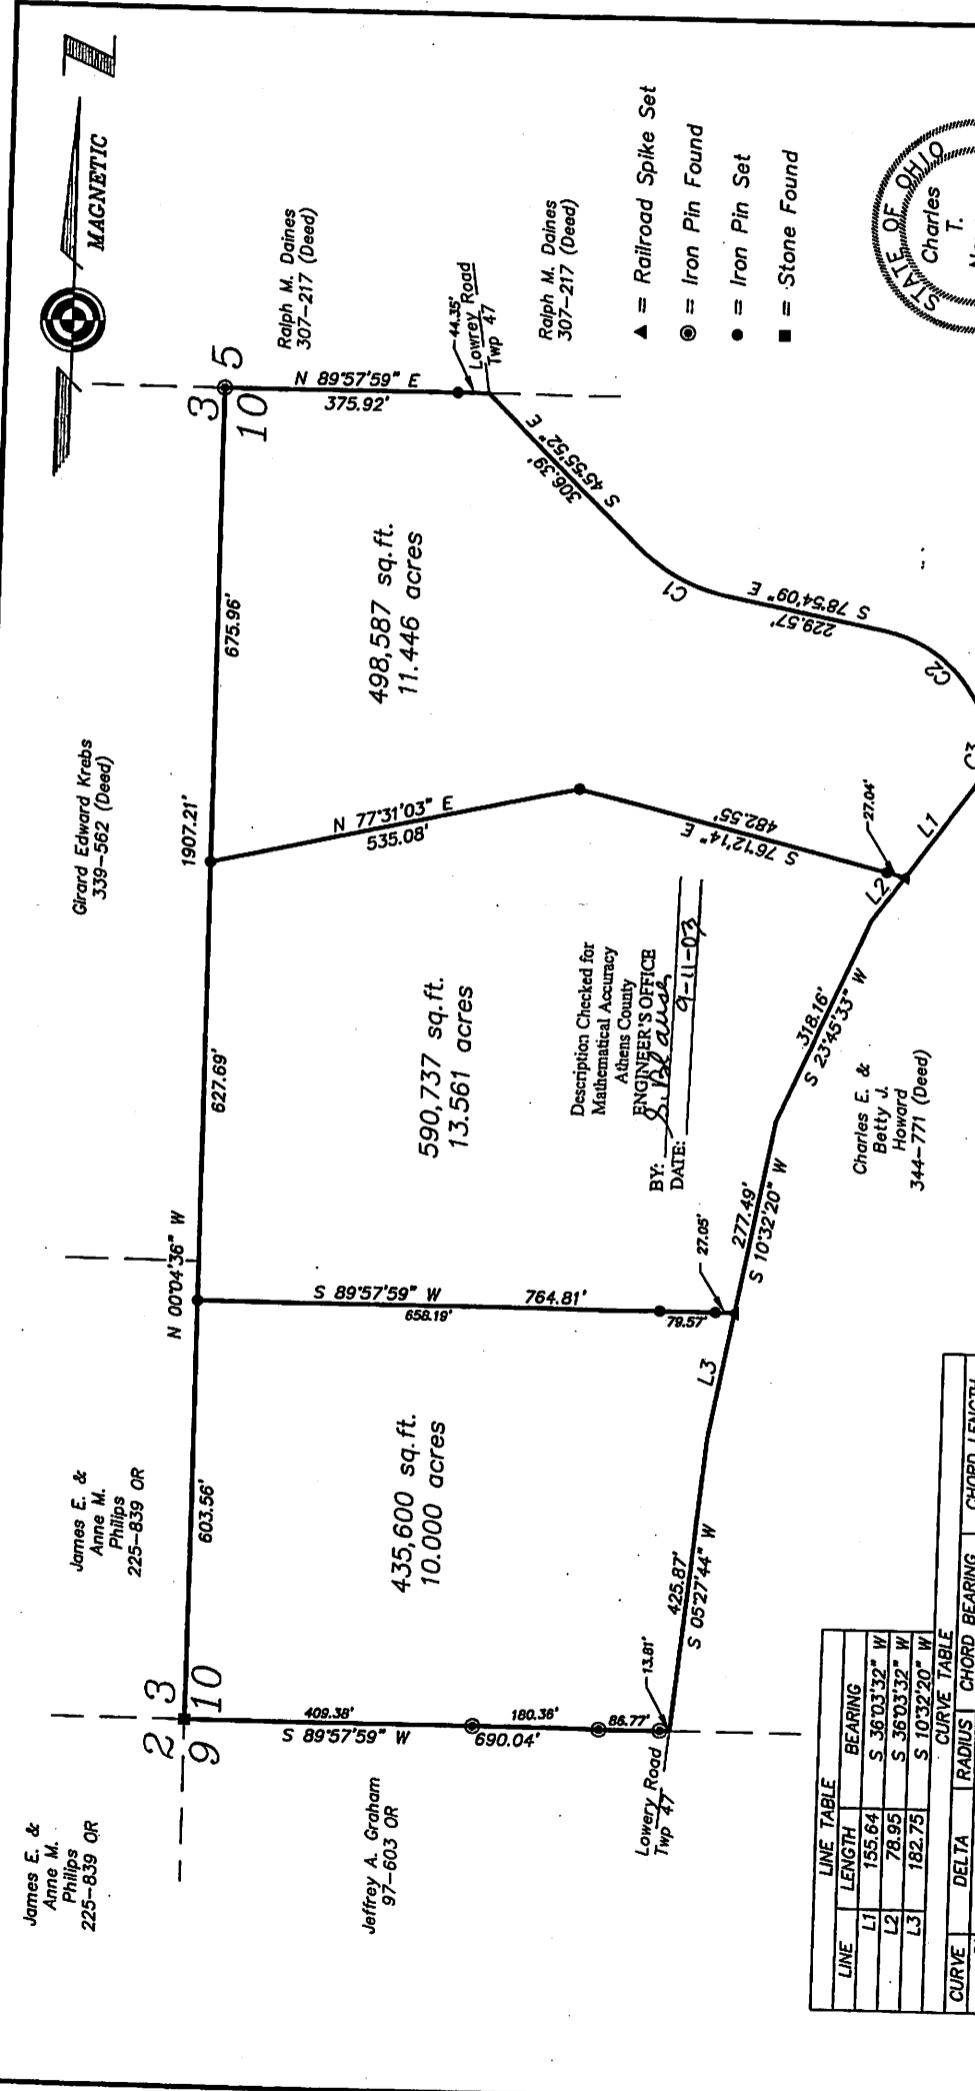 MAGNETIC
Ralph M. Daines
307-217 (Deed)
Ralph M. Daines
307-217 (Deed)
▲ = Railroad Spike Set
◉ = Iron Pin Found
● = Iron Pin Set
■ = Stone Found
STATE OF OHIO
Charles
T.
3
5
10
N 89°57'59" E
375.92'
44.35'
Lowrey Road
Twp 47
306.39'
S 45°55'52" E
C1
229.57'
S 78°54'09" E
C2
C3
675.96'
498,587 sq.ft.
11.446 acres
Girard Edward Krebs
339-562 (Deed)
1907.21'
N 77°31'03" E
535.08'
482.55'
S 76°12'14" E
27.04'
L1
L2
627.69'
590,737 sq.ft.
13.561 acres
Description Checked for
Mathematical Accuracy
Athens County
ENGINEER'S OFFICE
BY:
DATE: 9-11-03
318.16'
S 23°45'33" W
Charles E. &
Betty J.
Howard
344-771 (Deed)
277.49'
S 10°32'20" W
27.05'
N 00°04'36" W
S 89°57'59" W
764.81'
658.19'
79.57'
L3
James E. &
Anne M.
Philips
225-839 OR
603.56'
435,600 sq.ft.
10.000 acres
425.87'
S 05°27'44" W
13.81'
2
3
9
10
409.38'
180.36'
86.77'
S 89°57'59" W
690.04'
Lowery Road
Twp 47
James E. &
Anne M.
Philips
225-839 OR
Jeffrey A. Graham
97-603 OR
LINE TABLE
LINE LENGTH BEARING
L1 155.64 S 36°03'32" W
L2 78.95 S 36°03'32" W
L3 182.75 S 10°32'20" W
CURVE TABLE
CURVE DELTA RADIUS CHORD BEARING CHORD LENGTH